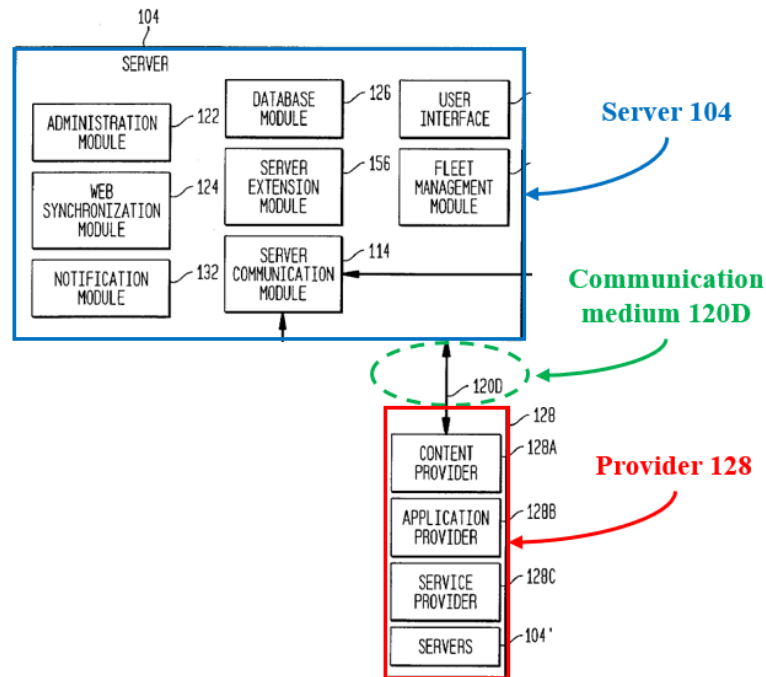 104
SERVER
ADMINISTRATION
MODULE
122
DATABASE
MODULE
126
USER
INTERFACE
Server 104
WEB
SYNCHRONIZATION
MODULE
124
SERVER
EXTENSION
MODULE
156
FLEET
MANAGEMENT
MODULE
NOTIFICATION
MODULE
132
SERVER
COMMUNICATION
MODULE
114
Communication
medium 120D
120D
128
CONTENT
PROVIDER
128A
Provider 128
APPLICATION
PROVIDER
128B
SERVICE
PROVIDER
128C
SERVERS
104'